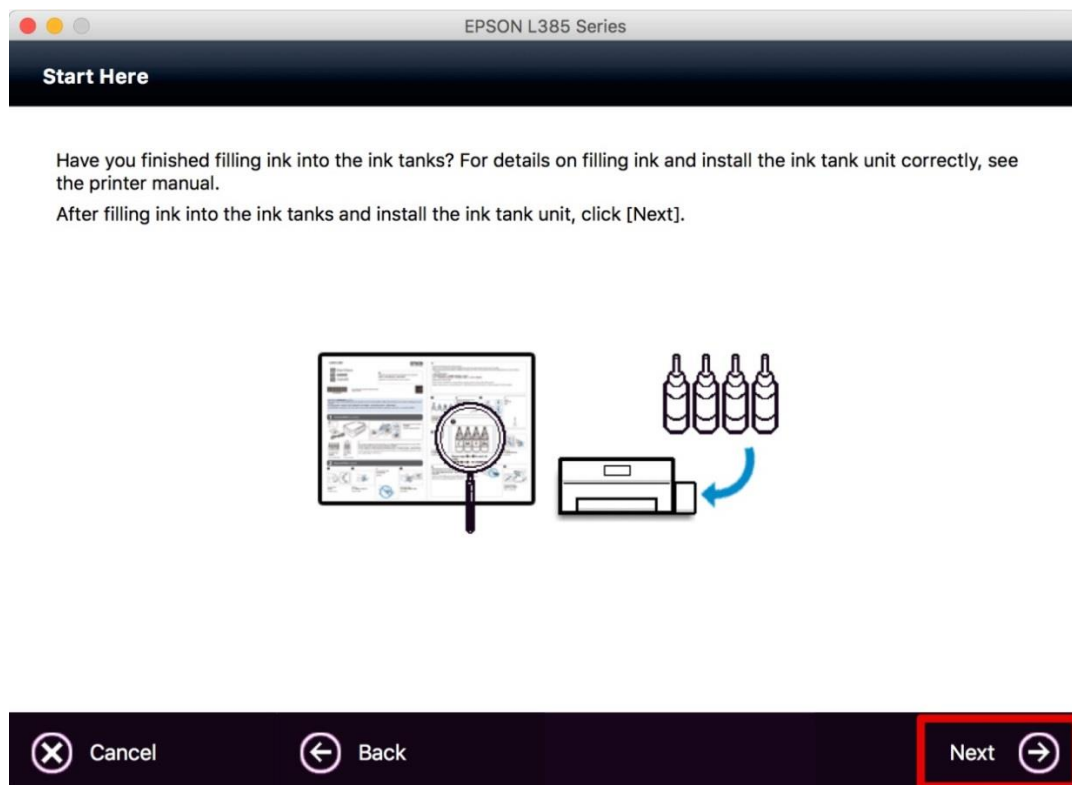 EPSON L385 Series
Start Here
Have you finished filling ink into the ink tanks? For details on filling ink and install the ink tank unit correctly, see
the printer manual.
After filling ink into the ink tanks and install the ink tank unit, click [Next].
Cancel
Back
Next